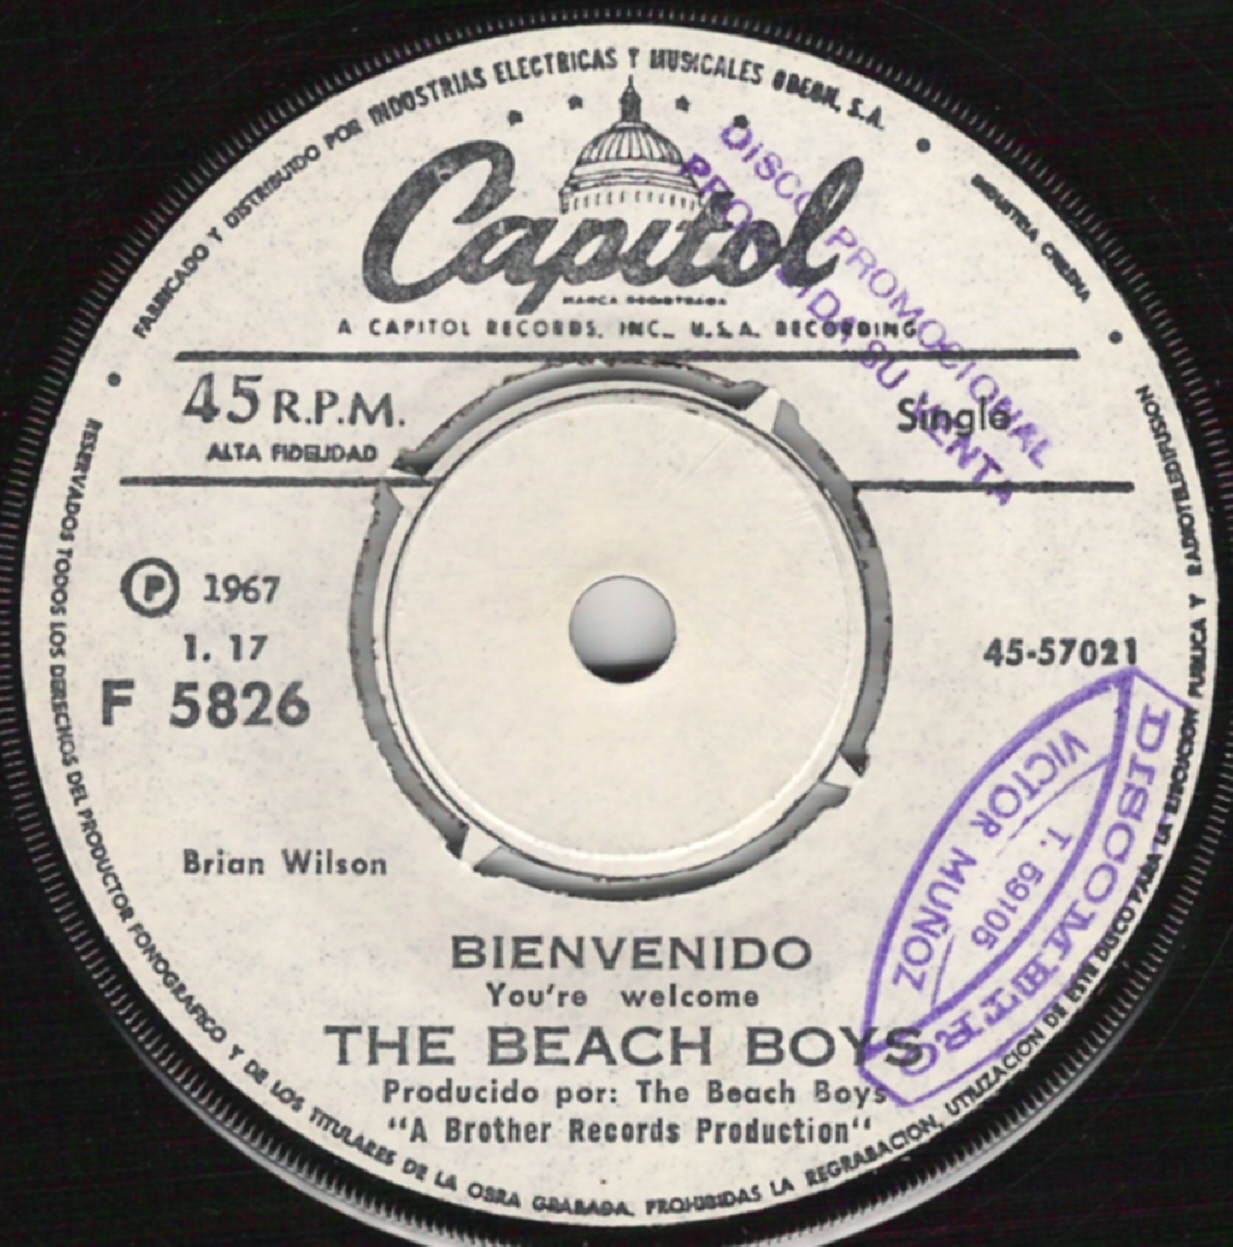 FABRICADO Y DISTRIBUIDO POR INDUSTRIAS ELECTRICAS Y MUSICALES ODEON, S.A.
INDUSTRIA CHILENA
Capitol
MARCA REGISTRADA
A CAPITOL RECORDS, INC., U.S.A. RECORDING
DISCO PROMOCIONAL
PROHIBIDA SU VENTA
45 R.P.M.
Single
ALTA FIDELIDAD
Ⓟ 1967
1. 17
45-57021
F 5826
VICTOR MUÑOZ
T. 59105
DISCOMETRO
Brian Wilson
BIENVENIDO
You're welcome
THE BEACH BOYS
Producido por: The Beach Boys
"A Brother Records Production"
RESERVADOS TODOS LOS DERECHOS DEL PRODUCTOR FONOGRAFICO Y DE LOS TITULARES DE LA OBRA GRABADA. PROHIBIDAS LA REGRABACION, UTILIZACION DE ESTE DISCO PARA LA EJECUCION PUBLICA Y RADIOTELEDIFUSION